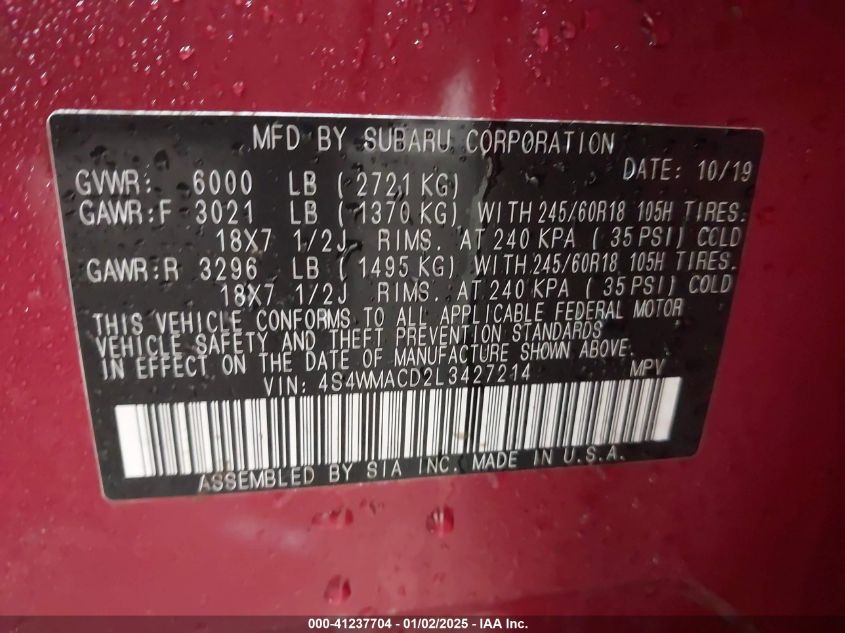 MFD BY SUBARU CORPORATION
DATE: 10/19
GVWR: 6000 LB ( 2721 KG)
GAWR:F 3021 LB ( 1370 KG) WITH 245/60R18 105H TIRES.
18X7 1/2J RIMS. AT 240 KPA ( 35 PSI) COLD
GAWR:R 3296 LB ( 1495 KG) WITH 245/60R18 105H TIRES.
18X7 1/2J RIMS. AT 240 KPA ( 35 PSI) COLD
THIS VEHICLE CONFORMS TO ALL APPLICABLE FEDERAL MOTOR
VEHICLE SAFETY AND THEFT PREVENTION STANDARDS
IN EFFECT ON THE DATE OF MANUFACTURE SHOWN ABOVE.
VIN: 4S4WMACD2L3427214 MPV
ASSEMBLED BY SIA INC. MADE IN U.S.A.
000-41237704 - 01/02/2025 - IAAI.com